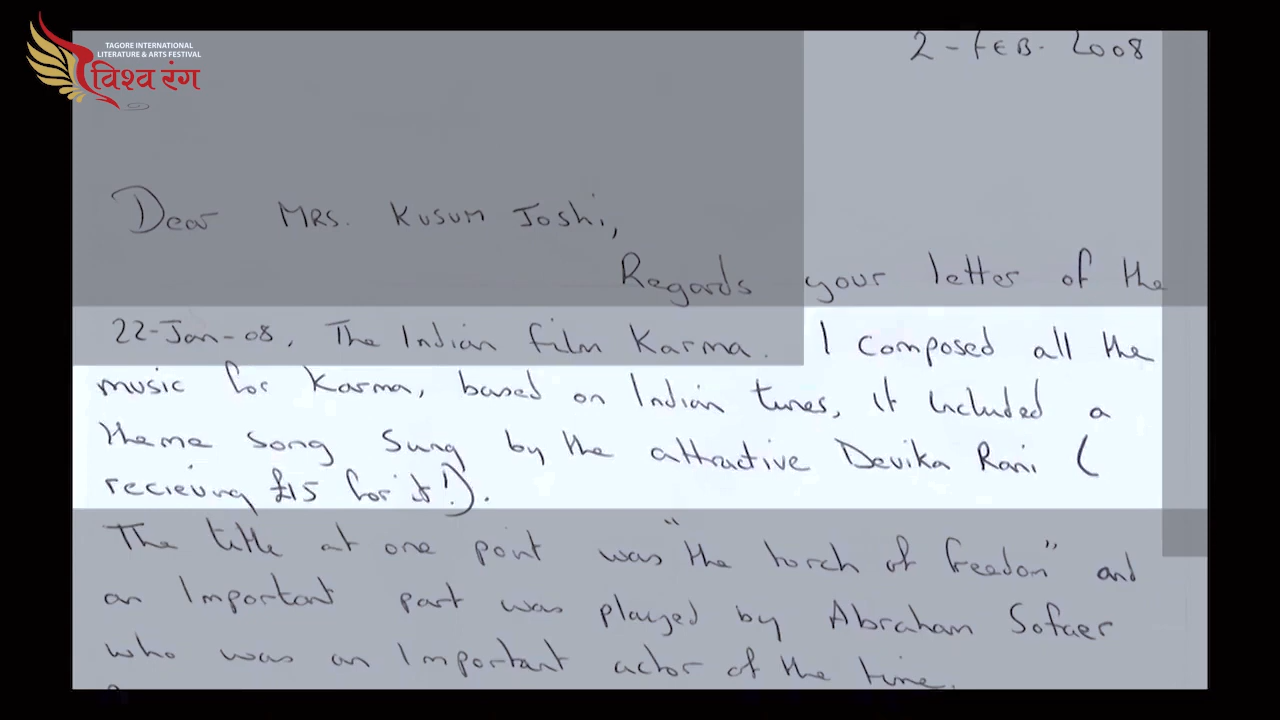 TAGORE INTERNATIONAL
LITERATURE & ARTS FESTIVAL
विश्व रंग
2-FEB. 2008
Dear MRS. Kusum Joshi,
Regards your letter of the
22-Jan-08. The Indian film Karma. I composed all the
music for Karma, based on Indian tunes, it included a
theme song sung by the attractive Devika Rani (
recieving £15 for it!).
The title at one point was "the torch of freedom" and
an important part was played by Abraham Sofaer
who was an important actor of the time.